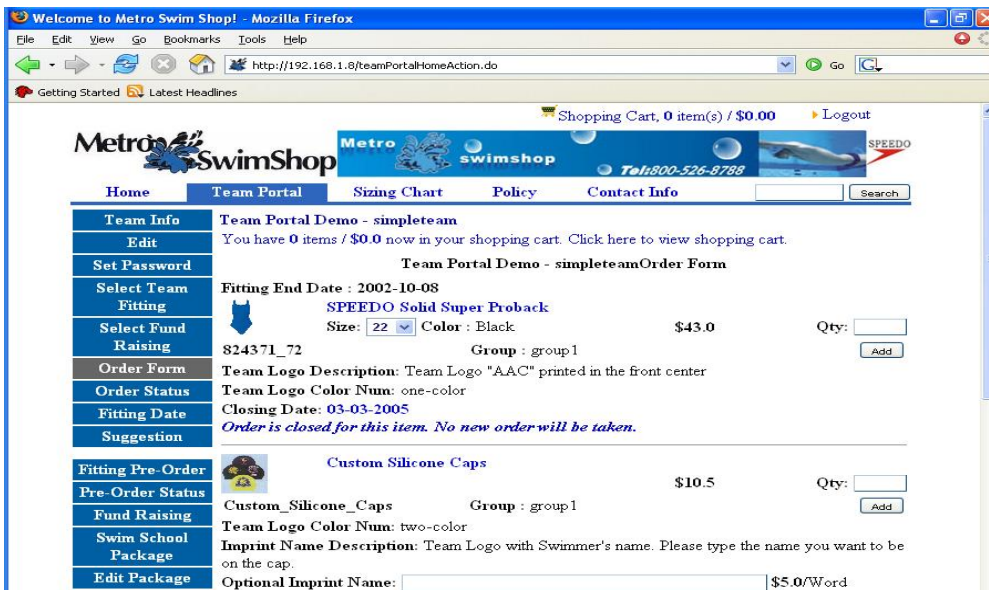 Welcome to Metro Swim Shop! - Mozilla Firefox
File Edit View Go Bookmarks Tools Help
http://192.168.1.8/teamPortalHomeAction.do Go G
Getting Started Latest Headlines
Shopping Cart, 0 item(s) / $0.00 Logout
Metro SwimShop Metro swimshop Tel:800-526-8788 SPEEDO
Home Team Portal Sizing Chart Policy Contact Info Search
Team Info
Edit
Set Password
Select Team
Fitting
Select Fund
Raising
Order Form
Order Status
Fitting Date
Suggestion
Fitting Pre-Order
Pre-Order Status
Fund Raising
Swim School
Package
Edit Package
Team Portal Demo - simpleteam
You have 0 items / $0.0 now in your shopping cart. Click here to view shopping cart.
Team Portal Demo - simpleteamOrder Form
Fitting End Date : 2002-10-08
SPEEDO Solid Super Proback
Size: 22 Color : Black $43.0 Qty:
824371_72 Group : group1 Add
Team Logo Description: Team Logo "AAC" printed in the front center
Team Logo Color Num: one-color
Closing Date: 03-03-2005
Order is closed for this item. No new order will be taken.
Custom Silicone Caps
$10.5 Qty:
Custom_Silicone_Caps Group : group1 Add
Team Logo Color Num: two-color
Imprint Name Description: Team Logo with Swimmer's name. Please type the name you want to be
on the cap.
Optional Imprint Name: $5.0/Word